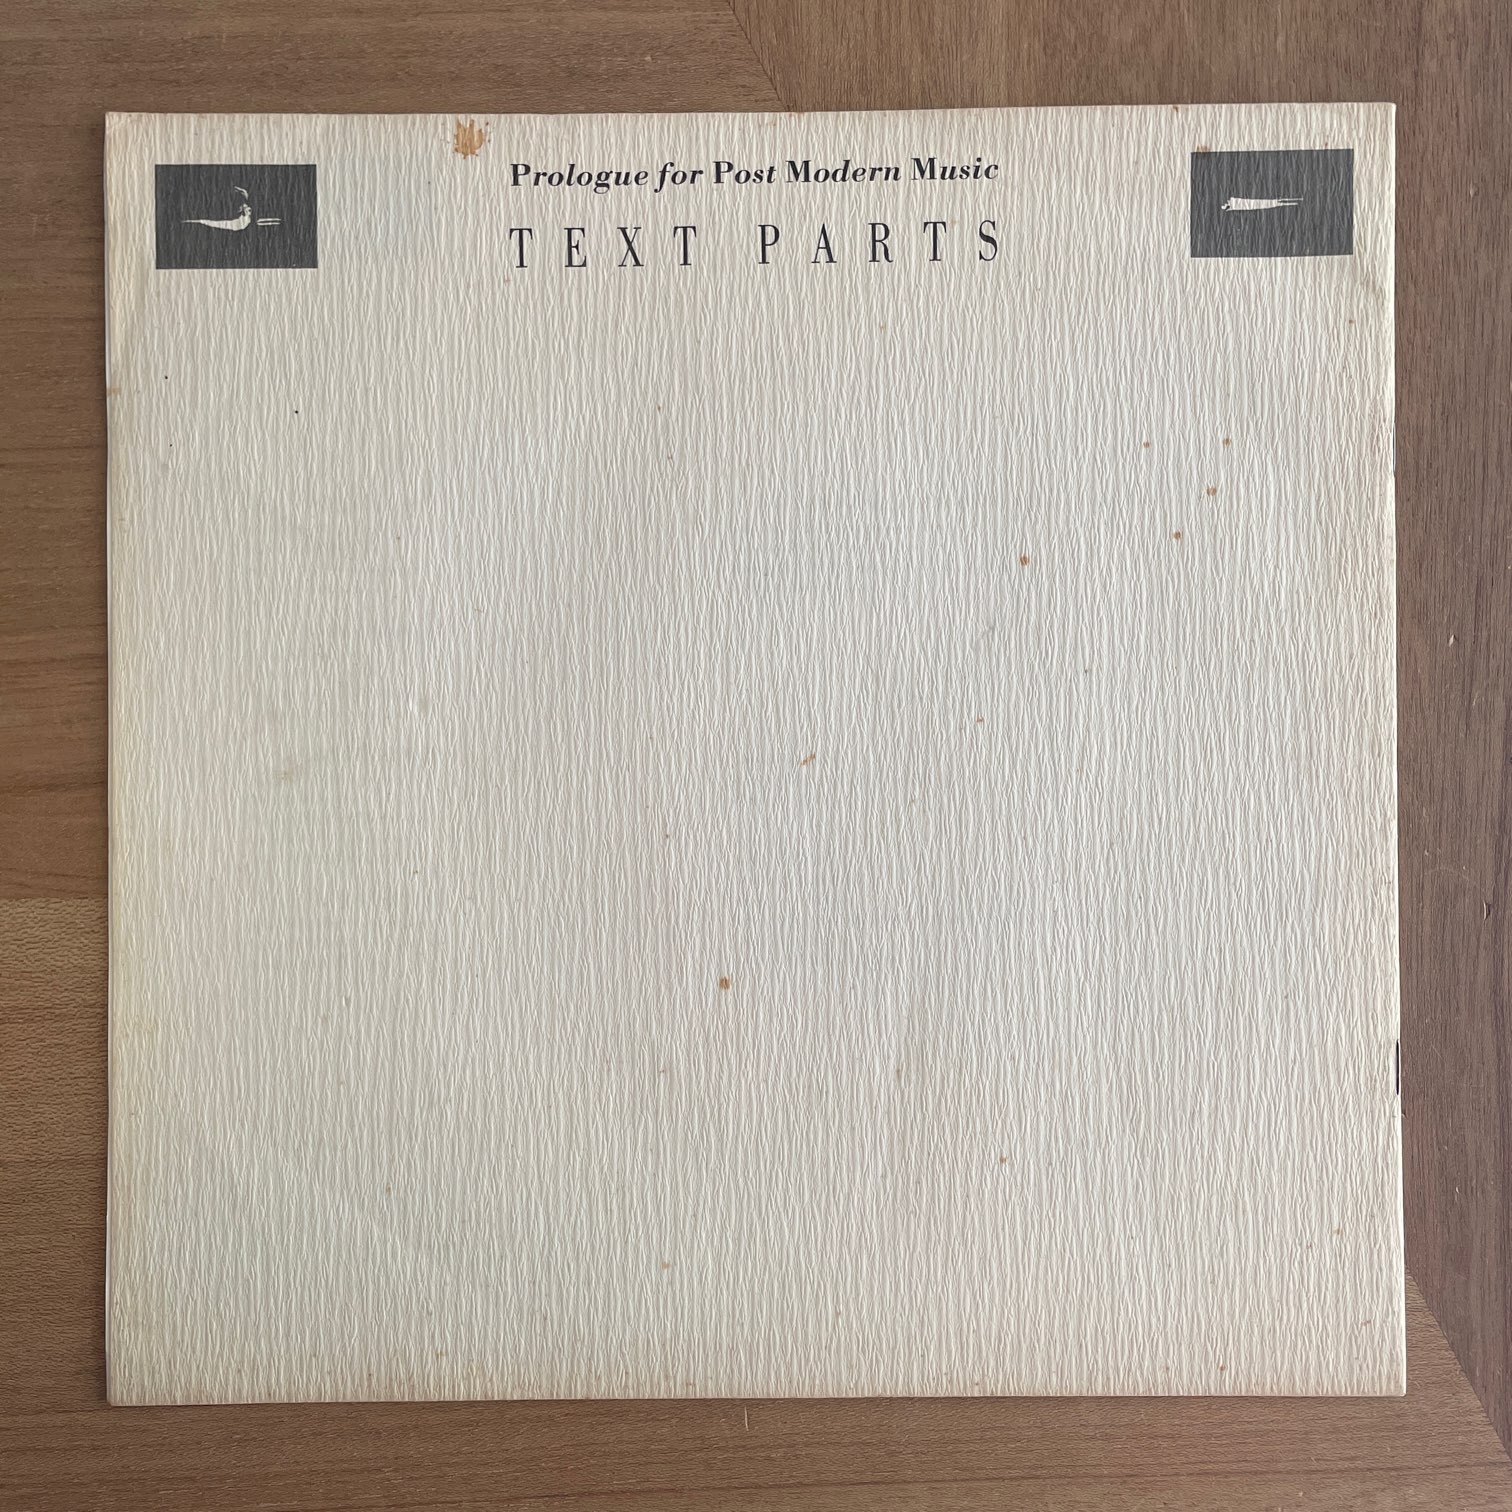 Prologue for Post Modern Music
TEXT PARTS